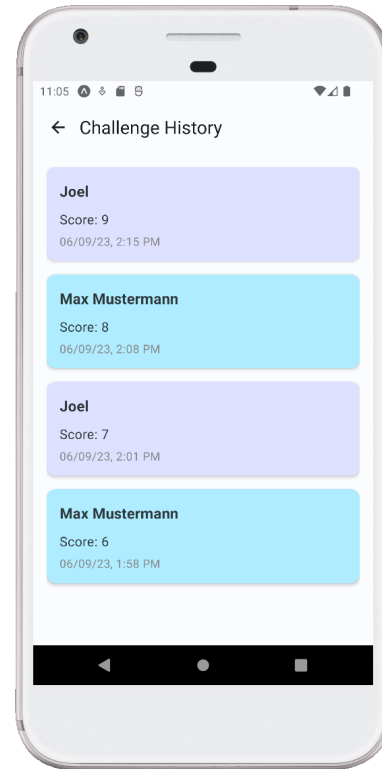 11:05
Challenge History
Joel
Score: 9
06/09/23, 2:15 PM
Max Mustermann
Score: 8
06/09/23, 2:08 PM
Joel
Score: 7
06/09/23, 2:01 PM
Max Mustermann
Score: 6
06/09/23, 1:58 PM